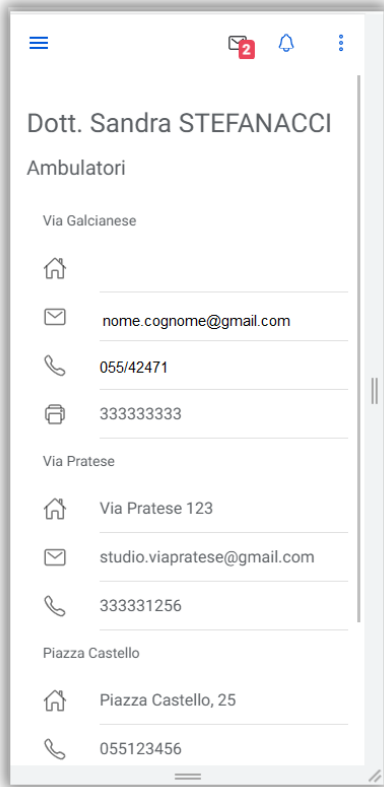 2
Dott. Sandra STEFANACCI
Ambulatori
Via Galcianese
nome.cognome@gmail.com
055/42471
333333333
Via Pratese
Via Pratese 123
studio.viapratese@gmail.com
333331256
Piazza Castello
Piazza Castello, 25
055123456